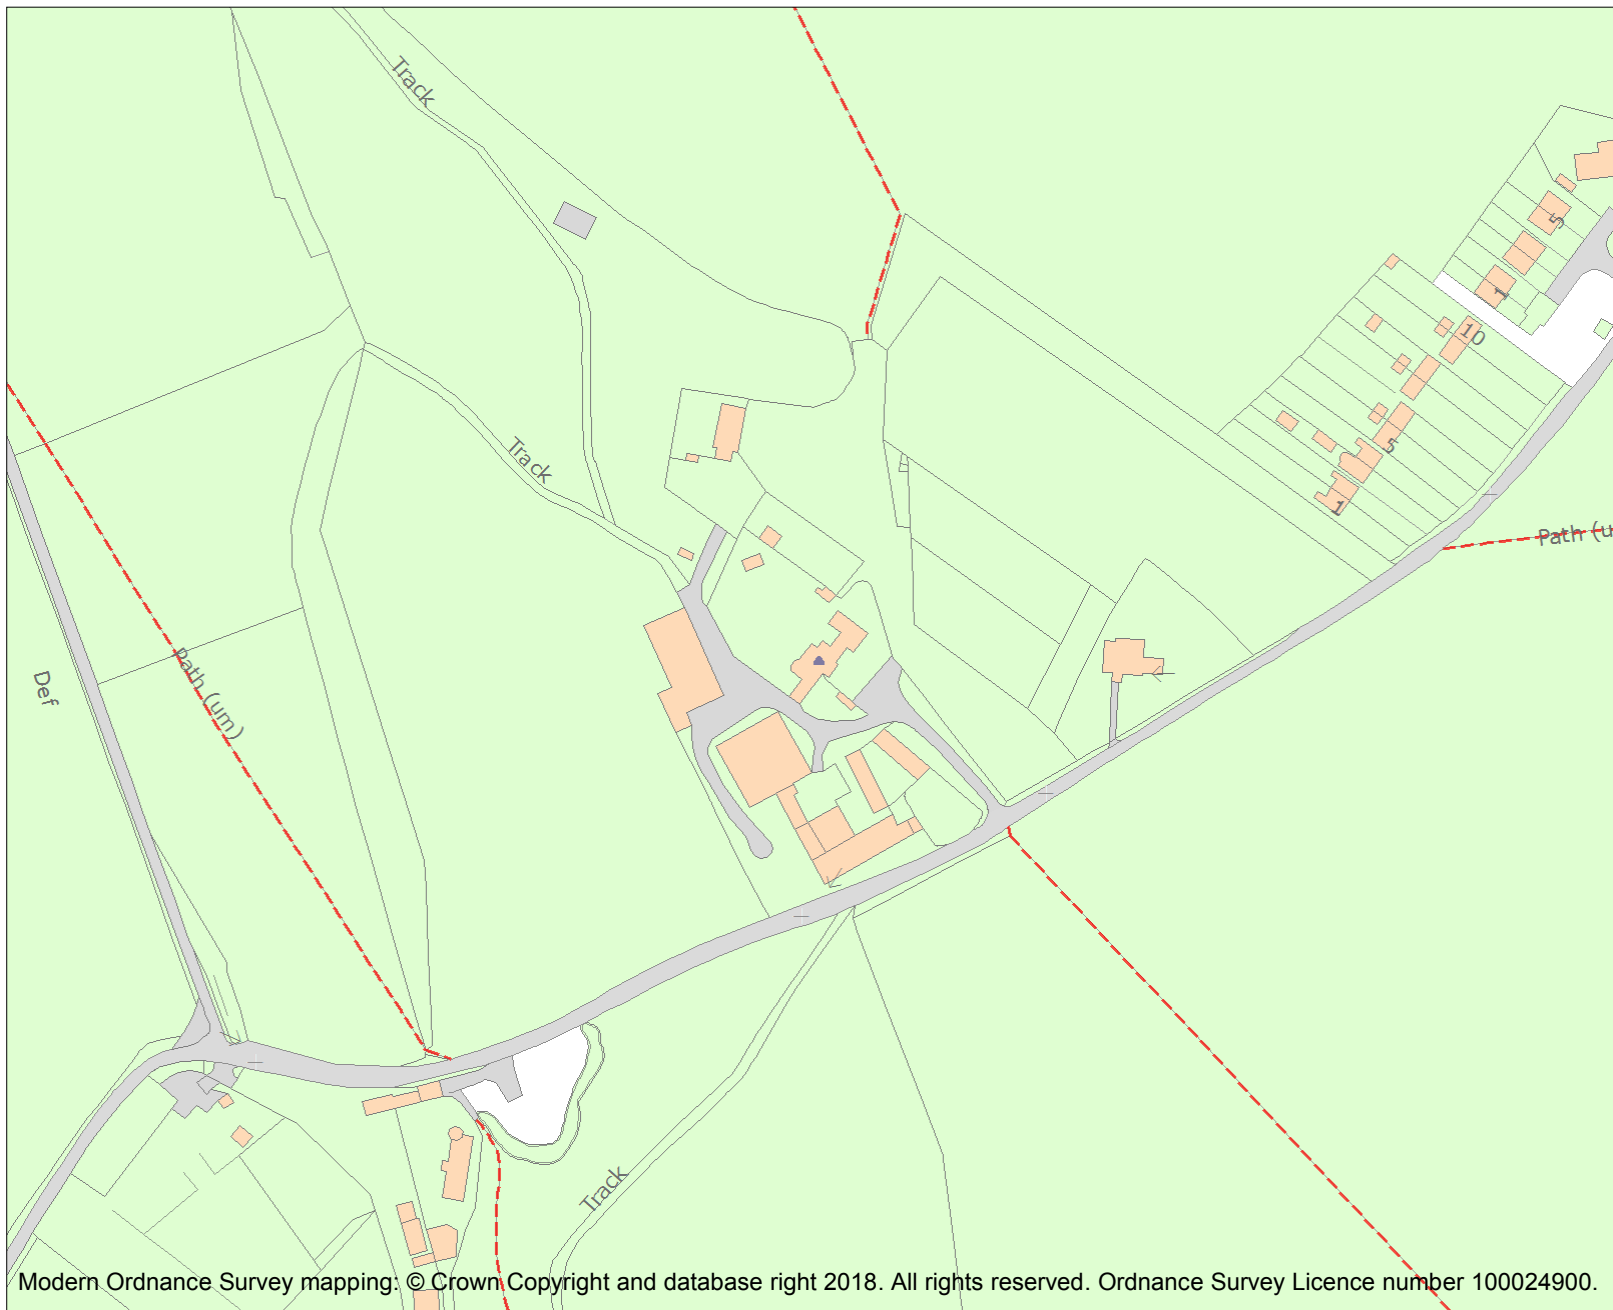 Track
5
1
10
5
1
Track
Path (u
Path (um)
Def
Track
Modern Ordnance Survey mapping: © Crown Copyright and database right 2018. All rights reserved. Ordnance Survey Licence number 100024900.